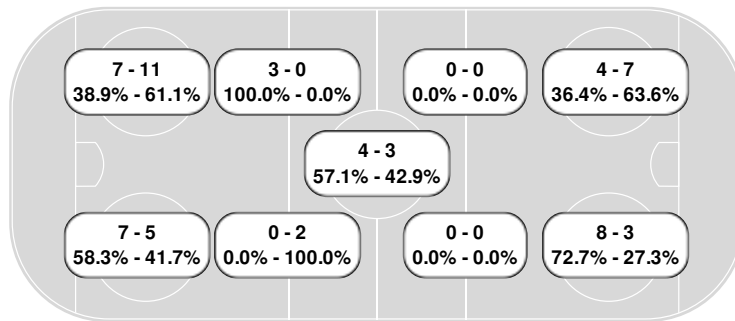 7 - 11
38.9% - 61.1%
3 - 0
100.0% - 0.0%
0 - 0
0.0% - 0.0%
4 - 7
36.4% - 63.6%
4 - 3
57.1% - 42.9%
7 - 5
58.3% - 41.7%
0 - 2
0.0% - 100.0%
0 - 0
0.0% - 0.0%
8 - 3
72.7% - 27.3%